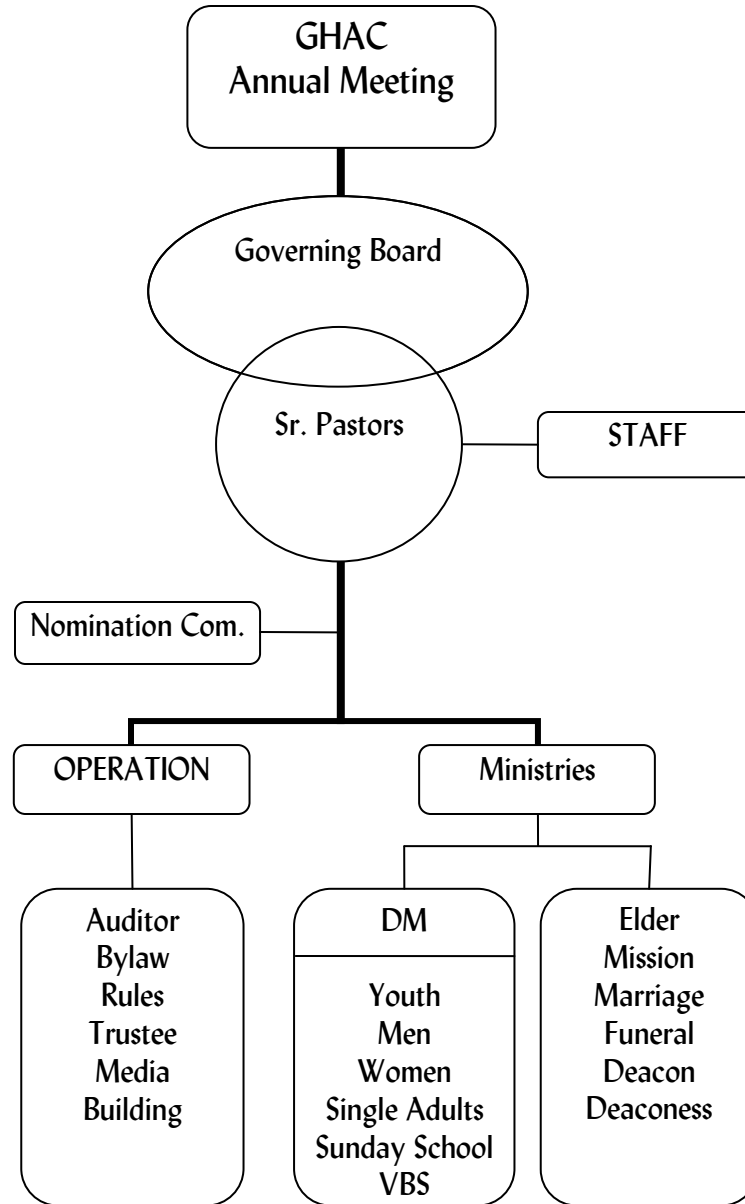 GHAC
Annual Meeting
Governing Board
Sr. Pastors
STAFF
Nomination Com.
OPERATION
Ministries
Auditor
Bylaw
Rules
Trustee
Media
Building
DM
Youth
Men
Women
Single Adults
Sunday School
VBS
Elder
Mission
Marriage
Funeral
Deacon
Deaconess